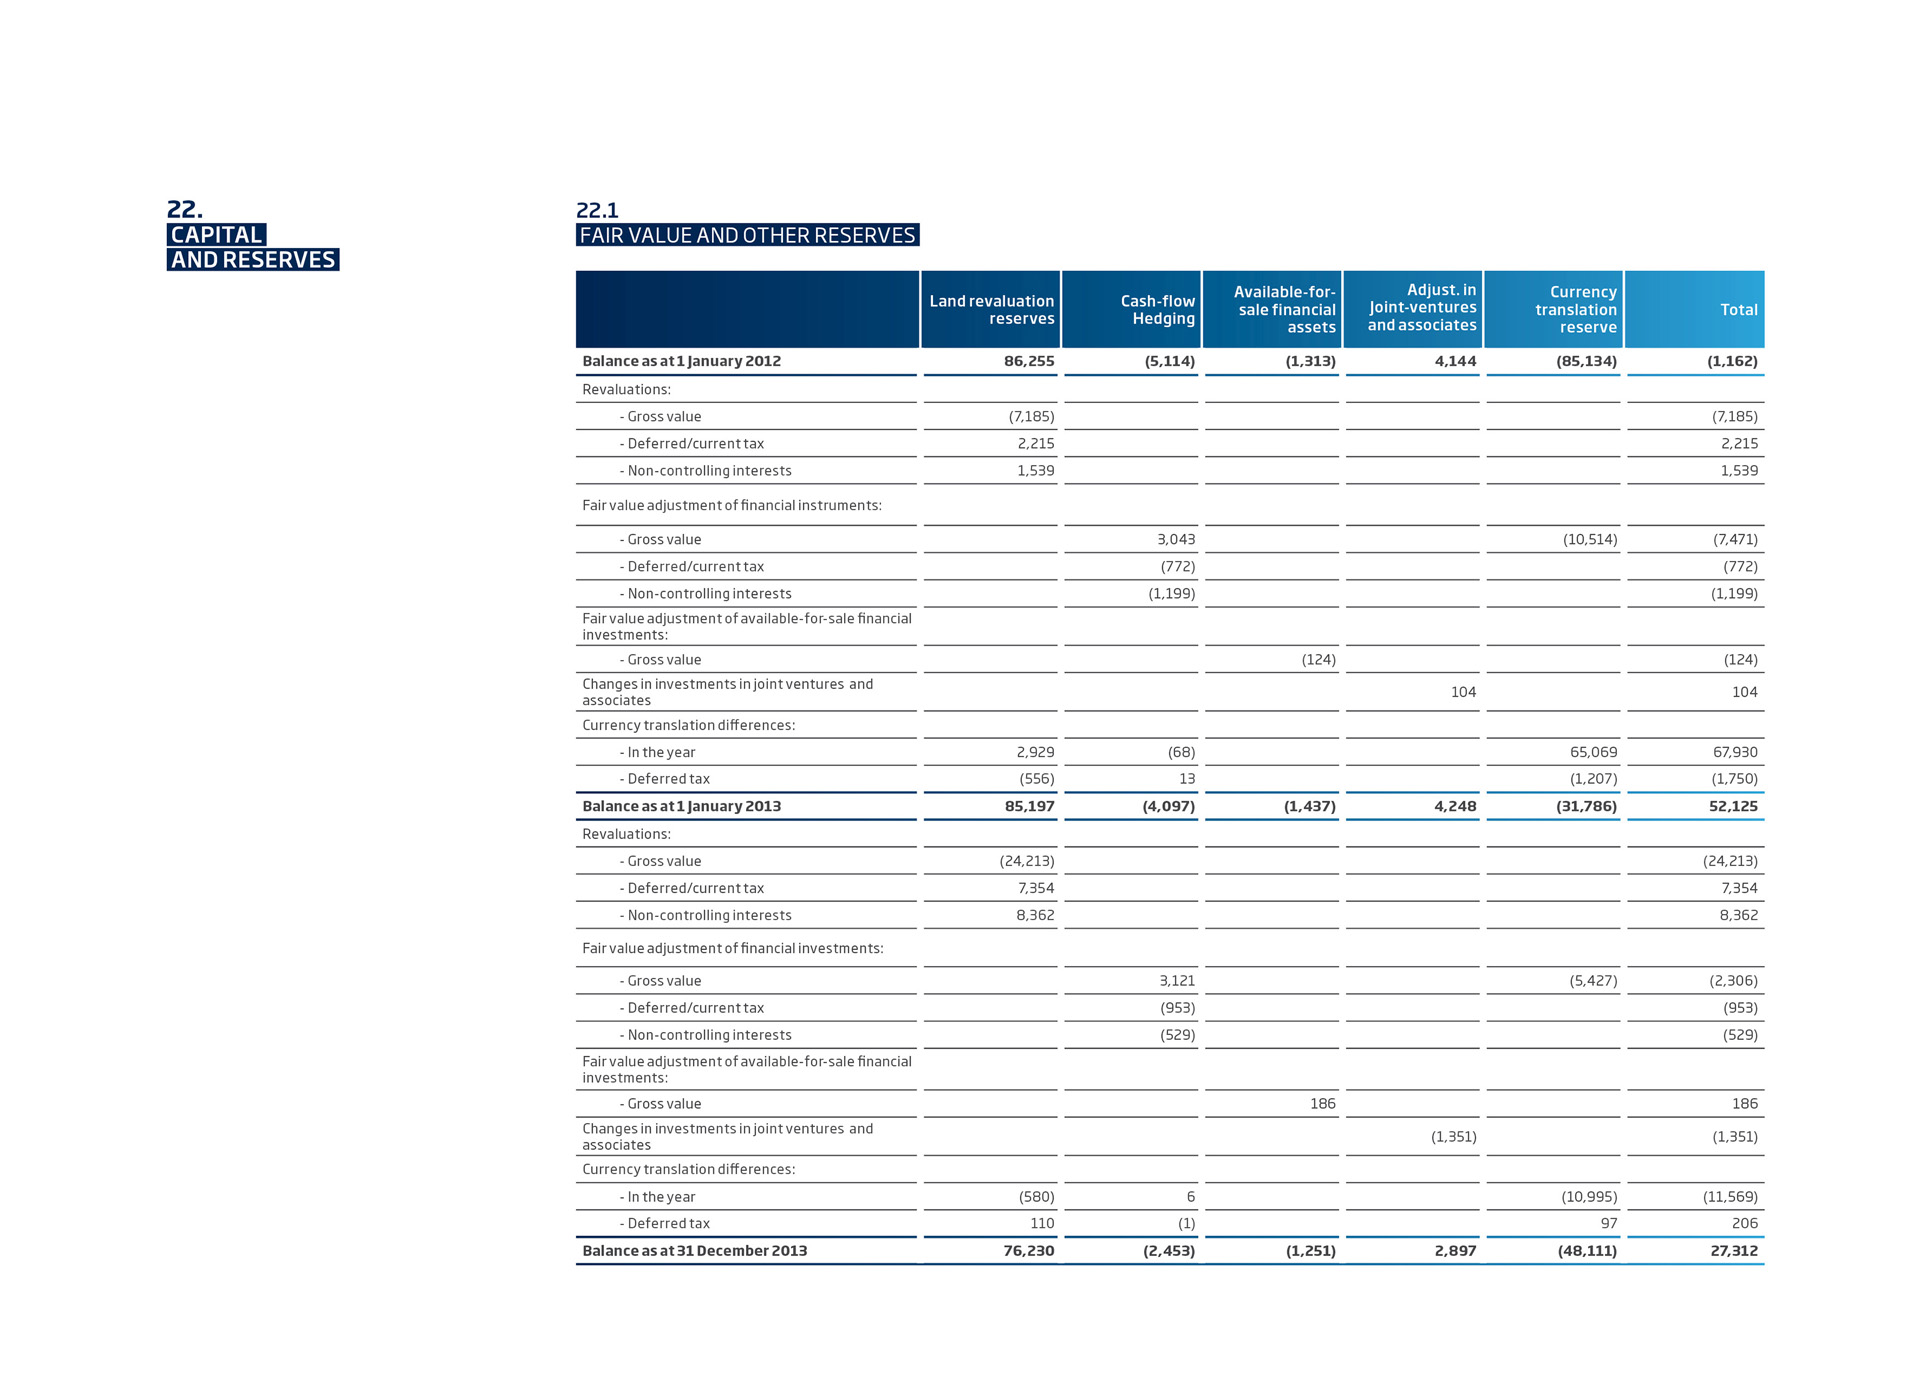 22.
CAPITAL
AND RESERVES
22.1
FAIR VALUE AND OTHER RESERVES
Land revaluation reserves | Cash-flow Hedging | Available-for-sale financial assets | Adjust. in Joint-ventures and associates | Currency translation reserve | Total
Balance as at 1 January 2012 86,255 (5,114) (1,313) 4,144 (85,134) (1,162)
Revaluations:
- Gross value (7,185) (7,185)
- Deferred/current tax 2,215 2,215
- Non-controlling interests 1,539 1,539
Fair value adjustment of financial instruments:
- Gross value 3,043 (10,514) (7,471)
- Deferred/current tax (772) (772)
- Non-controlling interests (1,199) (1,199)
Fair value adjustment of available-for-sale financial
investments:
- Gross value (124) (124)
Changes in investments in joint ventures and
associates 104 104
Currency translation differences:
- In the year 2,929 (68) 65,069 67,930
- Deferred tax (556) 13 (1,207) (1,750)
Balance as at 1 January 2013 85,197 (4,097) (1,437) 4,248 (31,786) 52,125
Revaluations:
- Gross value (24,213) (24,213)
- Deferred/current tax 7,354 7,354
- Non-controlling interests 8,362 8,362
Fair value adjustment of financial investments:
- Gross value 3,121 (5,427) (2,306)
- Deferred/current tax (953) (953)
- Non-controlling interests (529) (529)
Fair value adjustment of available-for-sale financial
investments:
- Gross value 186 186
Changes in investments in joint ventures and
associates (1,351) (1,351)
Currency translation differences:
- In the year (580) 6 (10,995) (11,569)
- Deferred tax 110 (1) 97 206
Balance as at 31 December 2013 76,230 (2,453) (1,251) 2,897 (48,111) 27,312